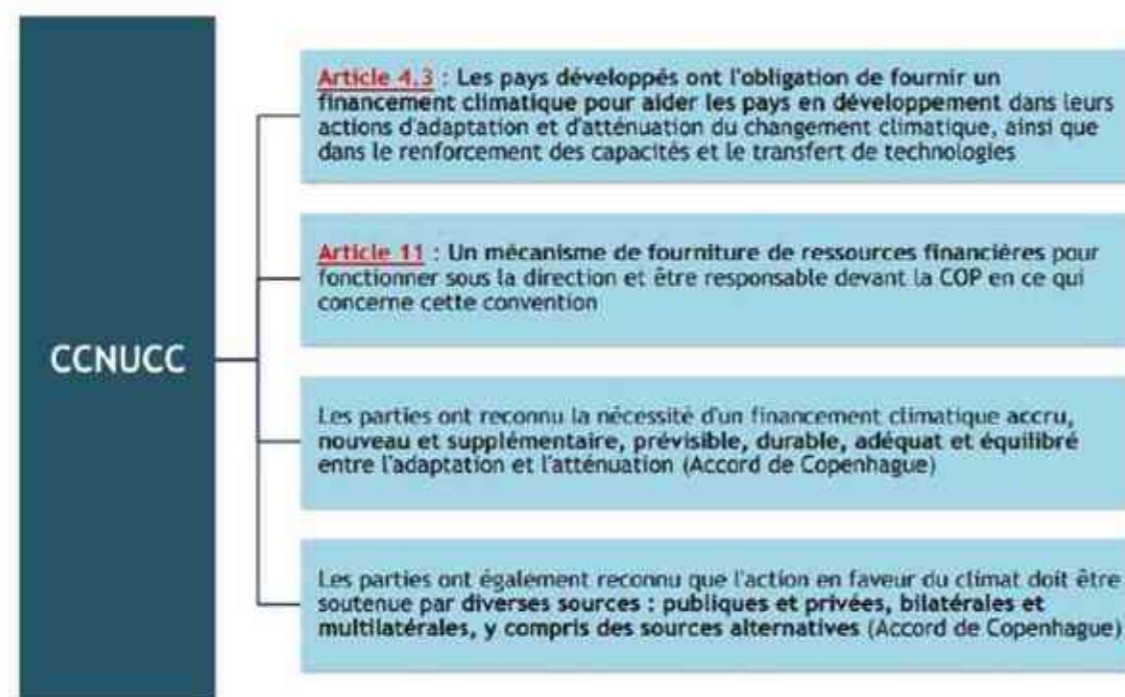 CCNUCC
Article 4.3 : Les pays développés ont l'obligation de fournir un
financement climatique pour aider les pays en développement dans leurs
actions d'adaptation et d'atténuation du changement climatique, ainsi que
dans le renforcement des capacités et le transfert de technologies
Article 11 : Un mécanisme de fourniture de ressources financières pour
fonctionner sous la direction et être responsable devant la COP en ce qui
concerne cette convention
Les parties ont reconnu la nécessité d'un financement climatique accru,
nouveau et supplémentaire, prévisible, durable, adéquat et équilibré
entre l'adaptation et l'atténuation (Accord de Copenhague)
Les parties ont également reconnu que l'action en faveur du climat doit être
soutenue par diverses sources : publiques et privées, bilatérales et
multilatérales, y compris des sources alternatives (Accord de Copenhague)